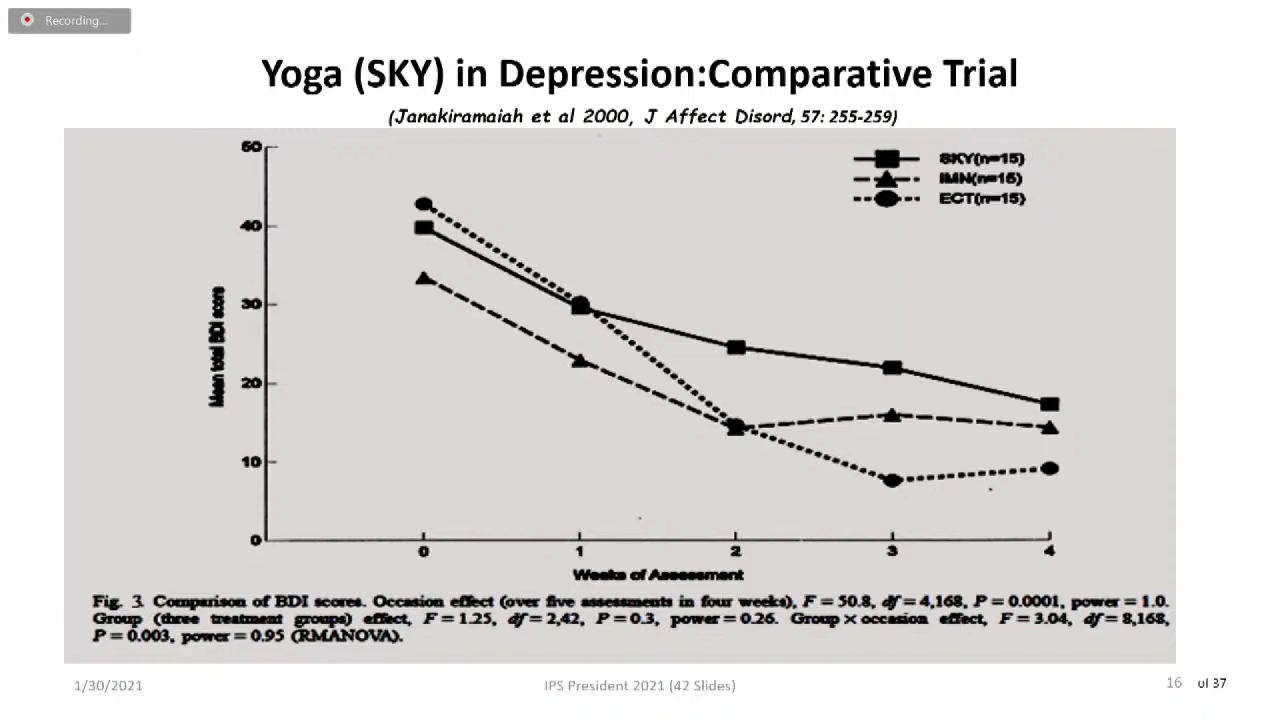 Recording...
Yoga (SKY) in Depression:Comparative Trial
(Janakiramaiah et al 2000, J Affect Disord, 57: 255-259)
50
40
30
20
10
0
Mean total BDI score
SKY(n=15)
IMN(n=15)
ECT(n=15)
0 1 2 3 4
Weeks of Assessment
Fig. 3. Comparison of BDI scores. Occasion effect (over five assessments in four weeks), F = 50.8, df = 4,168, P = 0.0001, power = 1.0.
Group (three treatment groups) effect, F = 1.25, df = 2,42, P = 0.3, power = 0.26. Group × occasion effect, F = 3.04, df = 8,168,
P = 0.003, power = 0.95 (RMANOVA).
1/30/2021
IPS President 2021 (42 Slides)
16 of 37